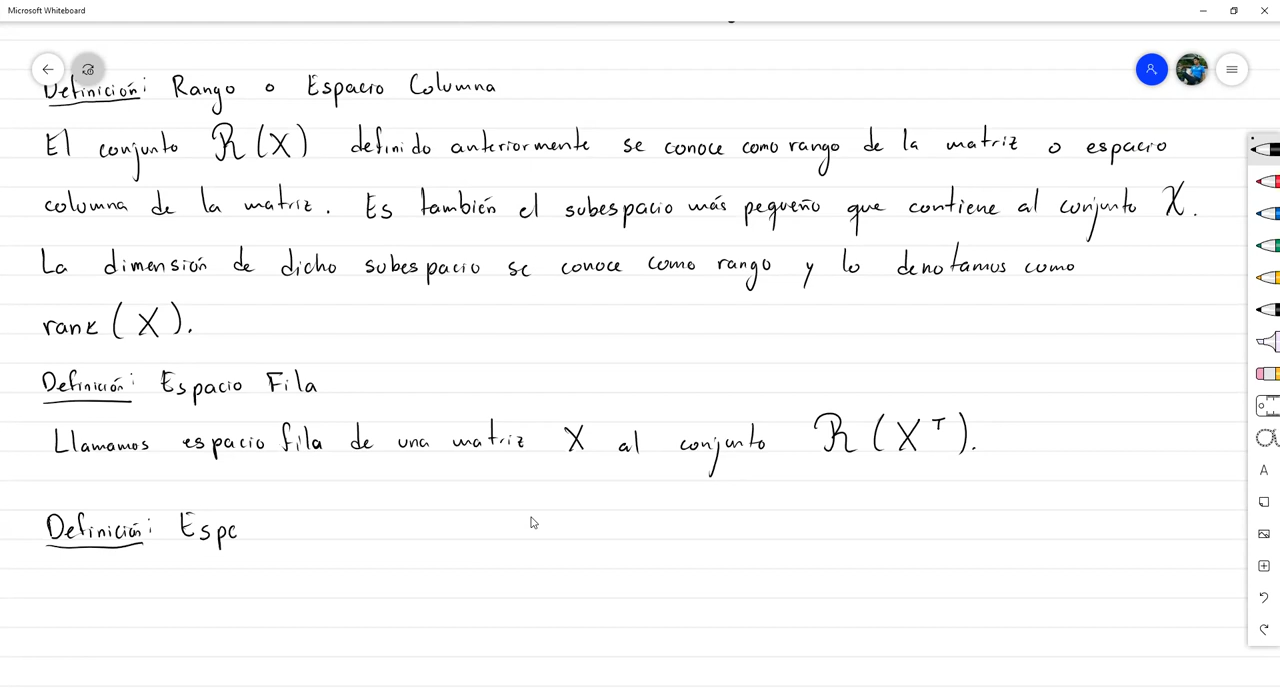 Microsoft Whiteboard
Definición: Rango o Espacio Columna
El conjunto ℛ(X) definido anteriormente se conoce como rango de la matriz o espacio
columna de la matriz. Es también el subespacio más pequeño que contiene al conjunto 𝒳.
La dimensión de dicho subespacio se conoce como rango y lo denotamos como
rank(X).
Definición: Espacio Fila
Llamamos espacio fila de una matriz X al conjunto ℛ(Xᵀ).
Definición: Espc
A